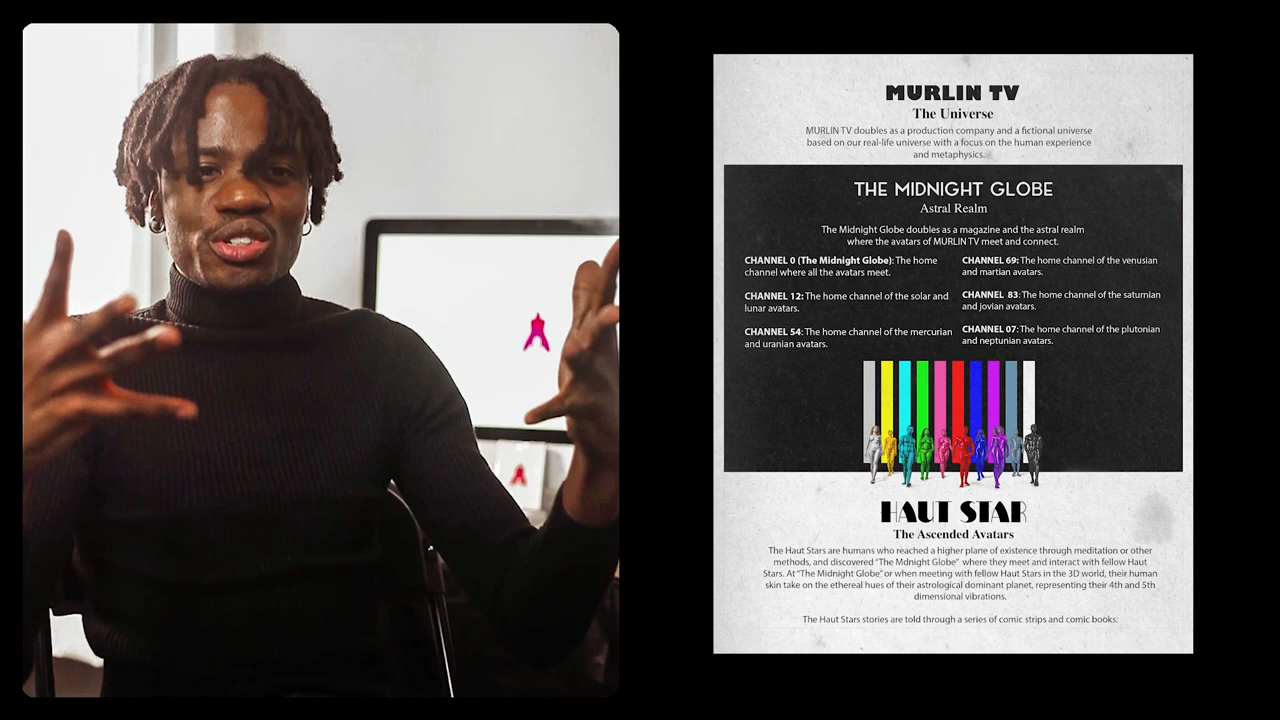 MURLIN TV
The Universe
MURLIN TV doubles as a production company and a fictional universe
based on our real-life universe with a focus on the human experience
and metaphysics.
THE MIDNIGHT GLOBE
Astral Realm
The Midnight Globe doubles as a magazine and the astral realm
where the avatars of MURLIN TV meet and connect.
CHANNEL 0 (The Midnight Globe): The home
channel where all the avatars meet.
CHANNEL 12: The home channel of the solar and
lunar avatars.
CHANNEL 54: The home channel of the mercurian
and uranian avatars.
CHANNEL 69: The home channel of the venusian
and martian avatars.
CHANNEL 83: The home channel of the saturnian
and jovian avatars.
CHANNEL 07: The home channel of the plutonian
and neptunian avatars.
HAUT STAR
The Ascended Avatars
The Haut Stars are humans who reached a higher plane of existence through meditation or other
methods, and discovered "The Mdnight Globe" where they meet and interact with fellow Haut
Stars. At "The Midnight Globe" or when meeting with fellow Haut Stars in the 3D world, their human
skin take on the ethereal hues of their astrological dominant planet, representing their 4th and 5th
dimensional vibrations.
The Haut Stars stories are told through a series of comic strips and comic books.